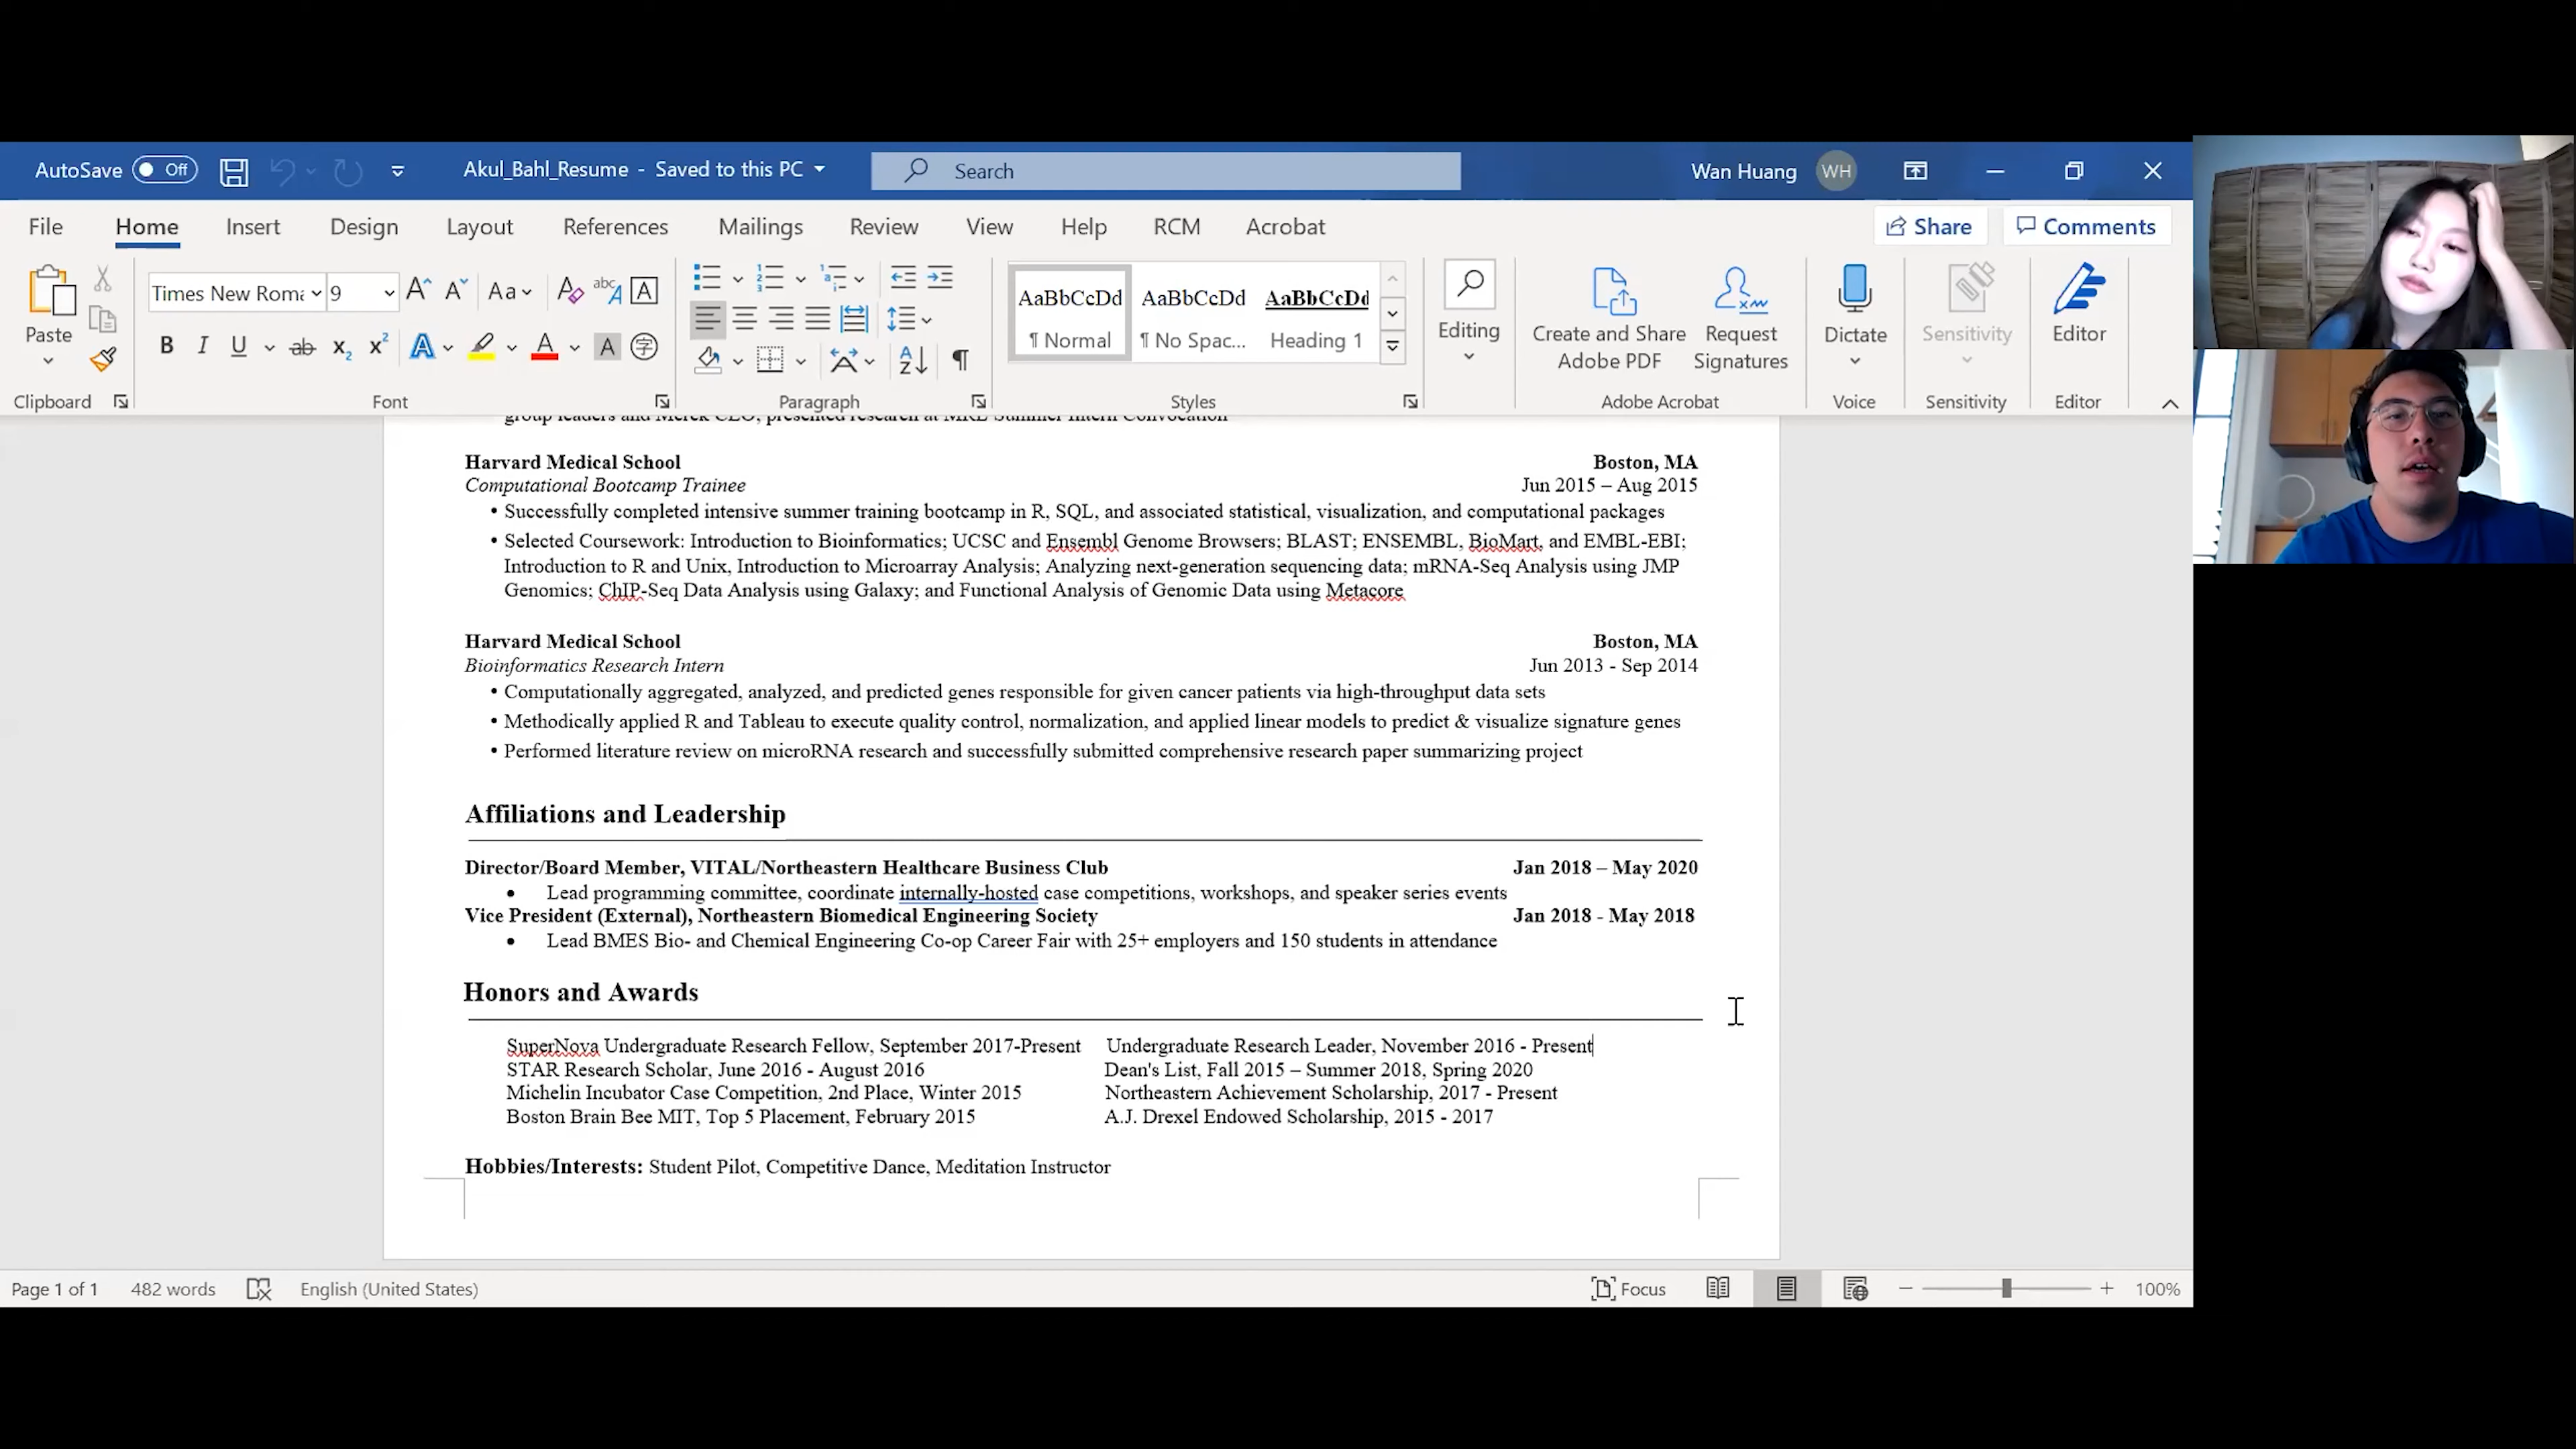 AutoSave Off Akul_Bahl_Resume - Saved to this PC Search Wan Huang WH
File Home Insert Design Layout References Mailings Review View Help RCM Acrobat Share Comments
Paste
Times New Roma 9
Aa
B I U ab X2 X2 A A A
AaBbCcDd AaBbCcDd AaBbCcDd
¶ Normal ¶ No Spac... Heading 1
Editing
Create and Share Adobe PDF
Request Signatures
Dictate
Sensitivity
Editor
Clipboard Font Paragraph Styles Adobe Acrobat Voice Sensitivity Editor
group leaders and Merck CEO; presented research at MRL Summer Intern Convocation
Harvard Medical School Boston, MA
Computational Bootcamp Trainee Jun 2015 – Aug 2015
• Successfully completed intensive summer training bootcamp in R, SQL, and associated statistical, visualization, and computational packages
• Selected Coursework: Introduction to Bioinformatics; UCSC and Ensembl Genome Browsers; BLAST; ENSEMBL, BioMart, and EMBL-EBI;
Introduction to R and Unix, Introduction to Microarray Analysis; Analyzing next-generation sequencing data; mRNA-Seq Analysis using JMP
Genomics; ChIP-Seq Data Analysis using Galaxy; and Functional Analysis of Genomic Data using Metacore
Harvard Medical School Boston, MA
Bioinformatics Research Intern Jun 2013 - Sep 2014
• Computationally aggregated, analyzed, and predicted genes responsible for given cancer patients via high-throughput data sets
• Methodically applied R and Tableau to execute quality control, normalization, and applied linear models to predict & visualize signature genes
• Performed literature review on microRNA research and successfully submitted comprehensive research paper summarizing project
Affiliations and Leadership
Director/Board Member, VITAL/Northeastern Healthcare Business Club Jan 2018 – May 2020
• Lead programming committee, coordinate internally-hosted case competitions, workshops, and speaker series events
Vice President (External), Northeastern Biomedical Engineering Society Jan 2018 - May 2018
• Lead BMES Bio- and Chemical Engineering Co-op Career Fair with 25+ employers and 150 students in attendance
Honors and Awards
SuperNova Undergraduate Research Fellow, September 2017-Present Undergraduate Research Leader, November 2016 - Present
STAR Research Scholar, June 2016 - August 2016 Dean's List, Fall 2015 – Summer 2018, Spring 2020
Michelin Incubator Case Competition, 2nd Place, Winter 2015 Northeastern Achievement Scholarship, 2017 - Present
Boston Brain Bee MIT, Top 5 Placement, February 2015 A.J. Drexel Endowed Scholarship, 2015 - 2017
Hobbies/Interests: Student Pilot, Competitive Dance, Meditation Instructor
Page 1 of 1 482 words English (United States) Focus 100%